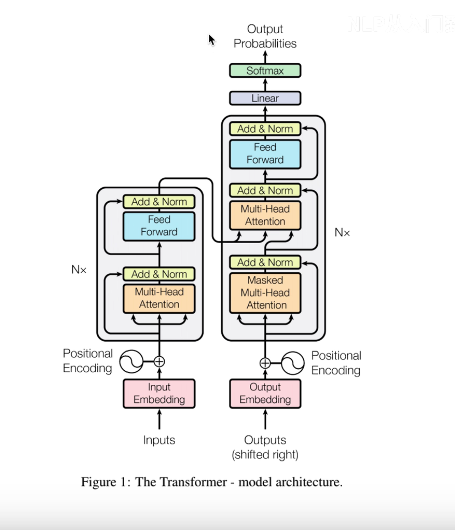 Output
Probabilities
Softmax
Linear
Add & Norm
Feed
Forward
Add & Norm
Multi-Head
Attention
Nx
Add & Norm
Masked
Multi-Head
Attention
Add & Norm
Feed
Forward
Nx
Add & Norm
Multi-Head
Attention
Positional
Encoding
Positional
Encoding
Input
Embedding
Output
Embedding
Inputs
Outputs
(shifted right)
Figure 1: The Transformer - model architecture.